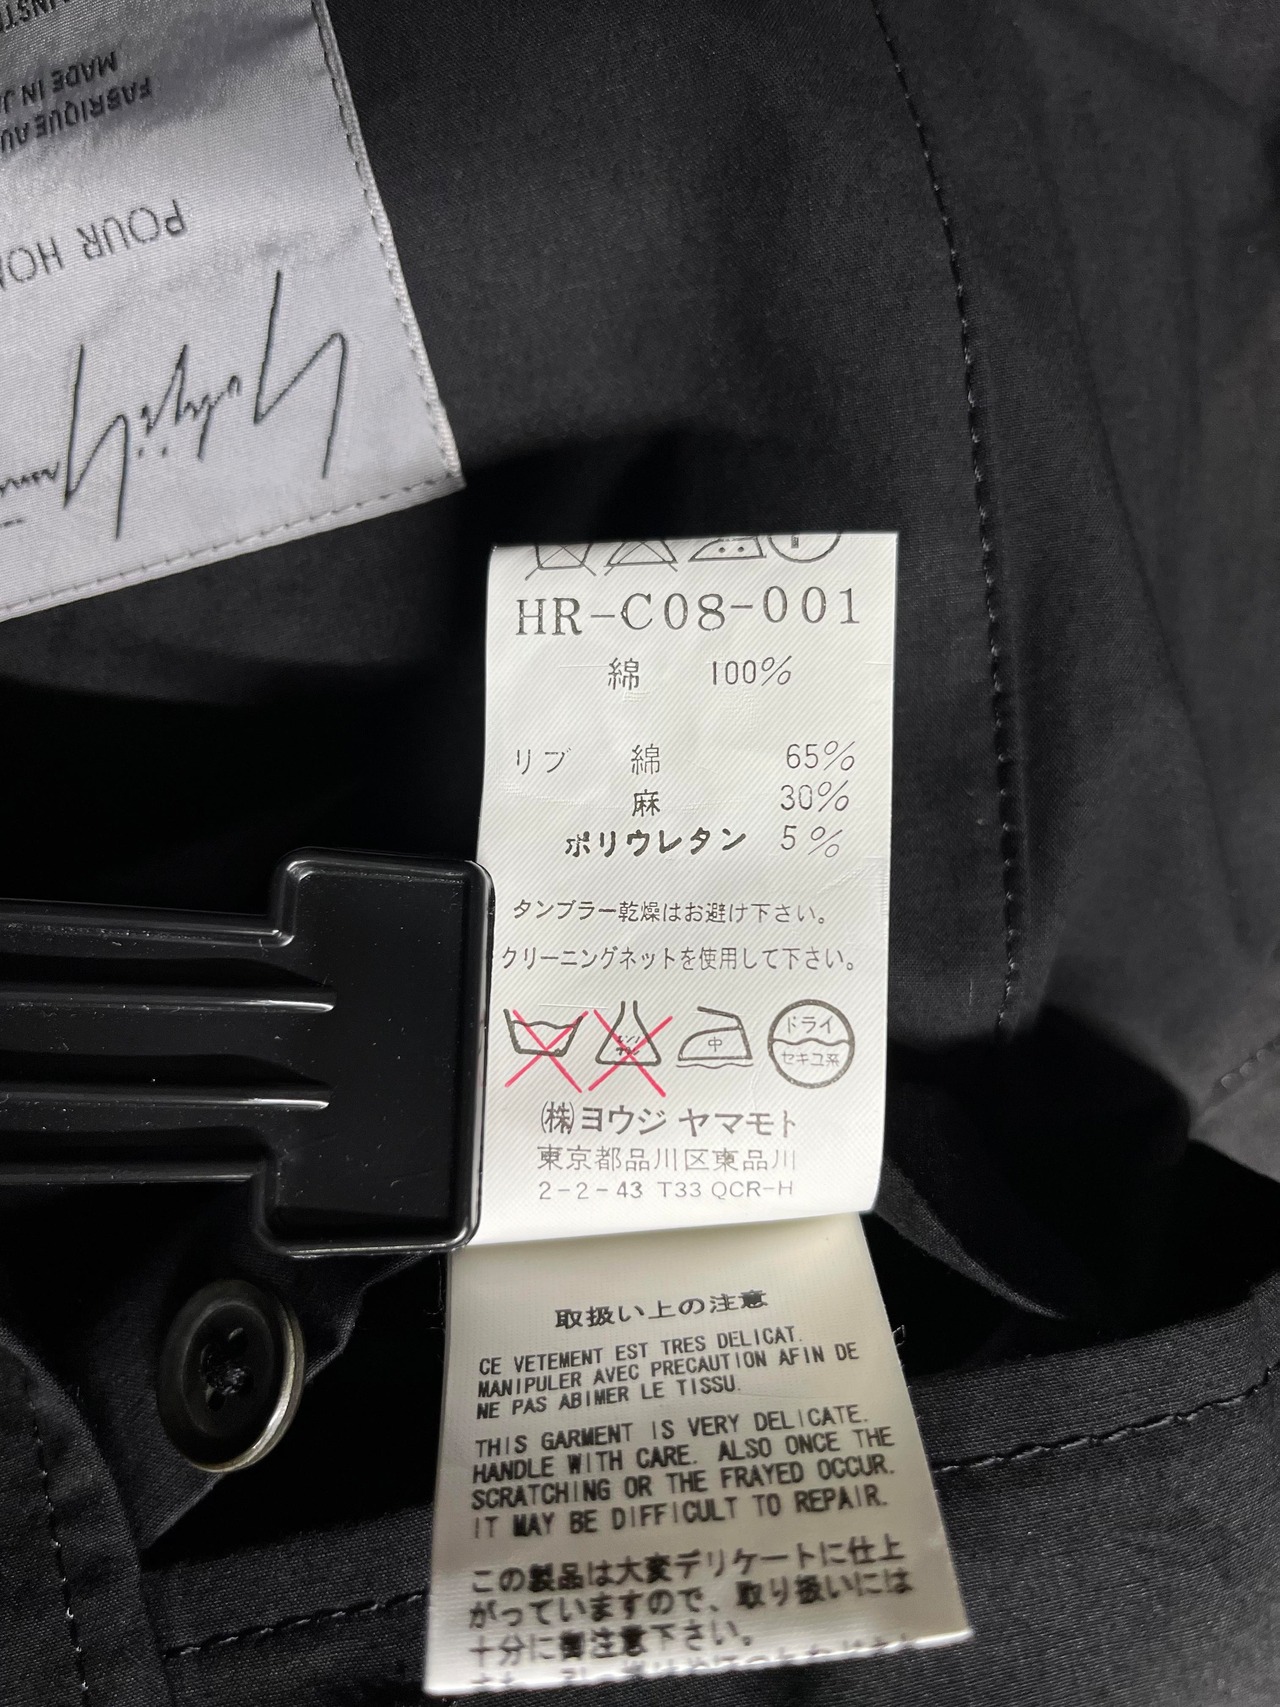 MADE IN
FABRIQUE AU
POUR
HR-C08-001
綿 100%
リブ 綿 65%
麻 30%
ポリウレタン 5%
タンブラー乾燥はお避け下さい。
クリーニングネットを使用して下さい。
中
ドライ
セキユ系
(株)ヨウジ ヤマモト
東京都品川区東品川
2-2-43 T33 QCR-H
取扱い上の注意
CE VETEMENT EST TRES DELICAT.
MANIPULER AVEC PRECAUTION AFIN DE
NE PAS ABIMER LE TISSU.
THIS GARMENT IS VERY DELICATE.
HANDLE WITH CARE. ALSO ONCE THE
SCRATCHING OR THE FRAYED OCCUR.
IT MAY BE DIFFICULT TO REPAIR.
この製品は大変デリケートに仕上
がっていますので、取り扱いには
十分に御注意下さい。